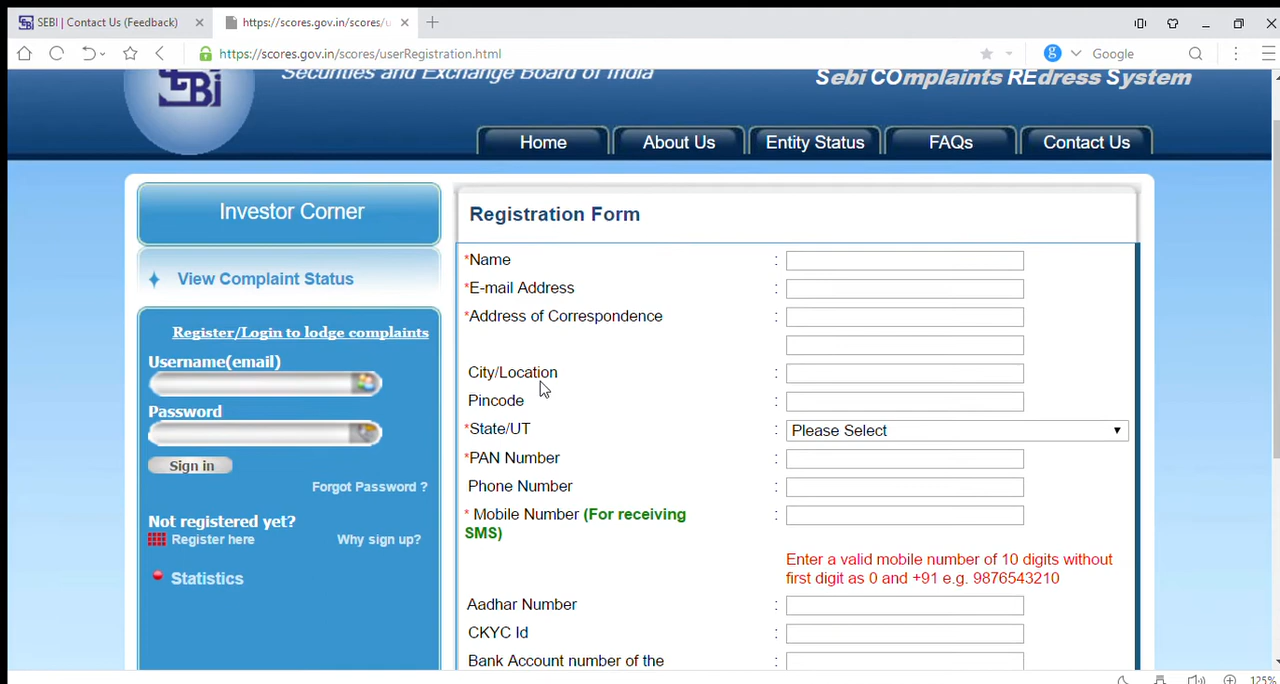 SEBI | Contact Us (Feedback)
https://scores.gov.in/scores/u
https://scores.gov.in/scores/userRegistration.html
g
Google
SEBI
Securities and Exchange Board of India
Sebi COmplaints REdress System
Home
About Us
Entity Status
FAQs
Contact Us
Investor Corner
View Complaint Status
Register/Login to lodge complaints
Username(email)
Password
Sign in
Forgot Password ?
Not registered yet?
Register here
Why sign up?
Statistics
Registration Form
*Name :
*E-mail Address :
*Address of Correspondence :
City/Location :
Pincode :
*State/UT : Please Select
*PAN Number :
Phone Number :
* Mobile Number (For receiving :
SMS)
Enter a valid mobile number of 10 digits without
first digit as 0 and +91 e.g. 9876543210
Aadhar Number :
CKYC Id :
Bank Account number of the :
125%